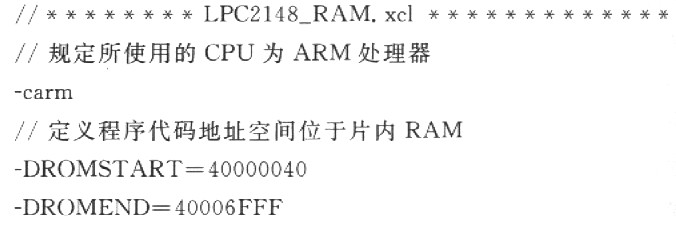 // * * * * * * * * LPC2148_RAM. xcl * * * * * * * * * * * * *
// 规定所使用的 CPU 为 ARM 处理器
-carm
// 定义程序代码地址空间位于片内 RAM
-DROMSTART=40000040
-DROMEND=40006FFF